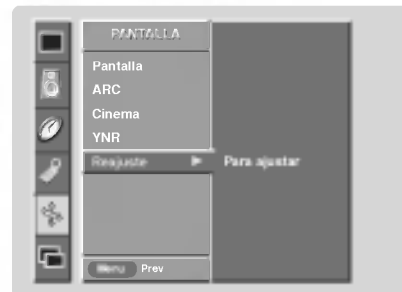 PANTALLA
Pantalla
ARC
Cinema
YNR
Reajuste ► Para ajustar
Menu Prev